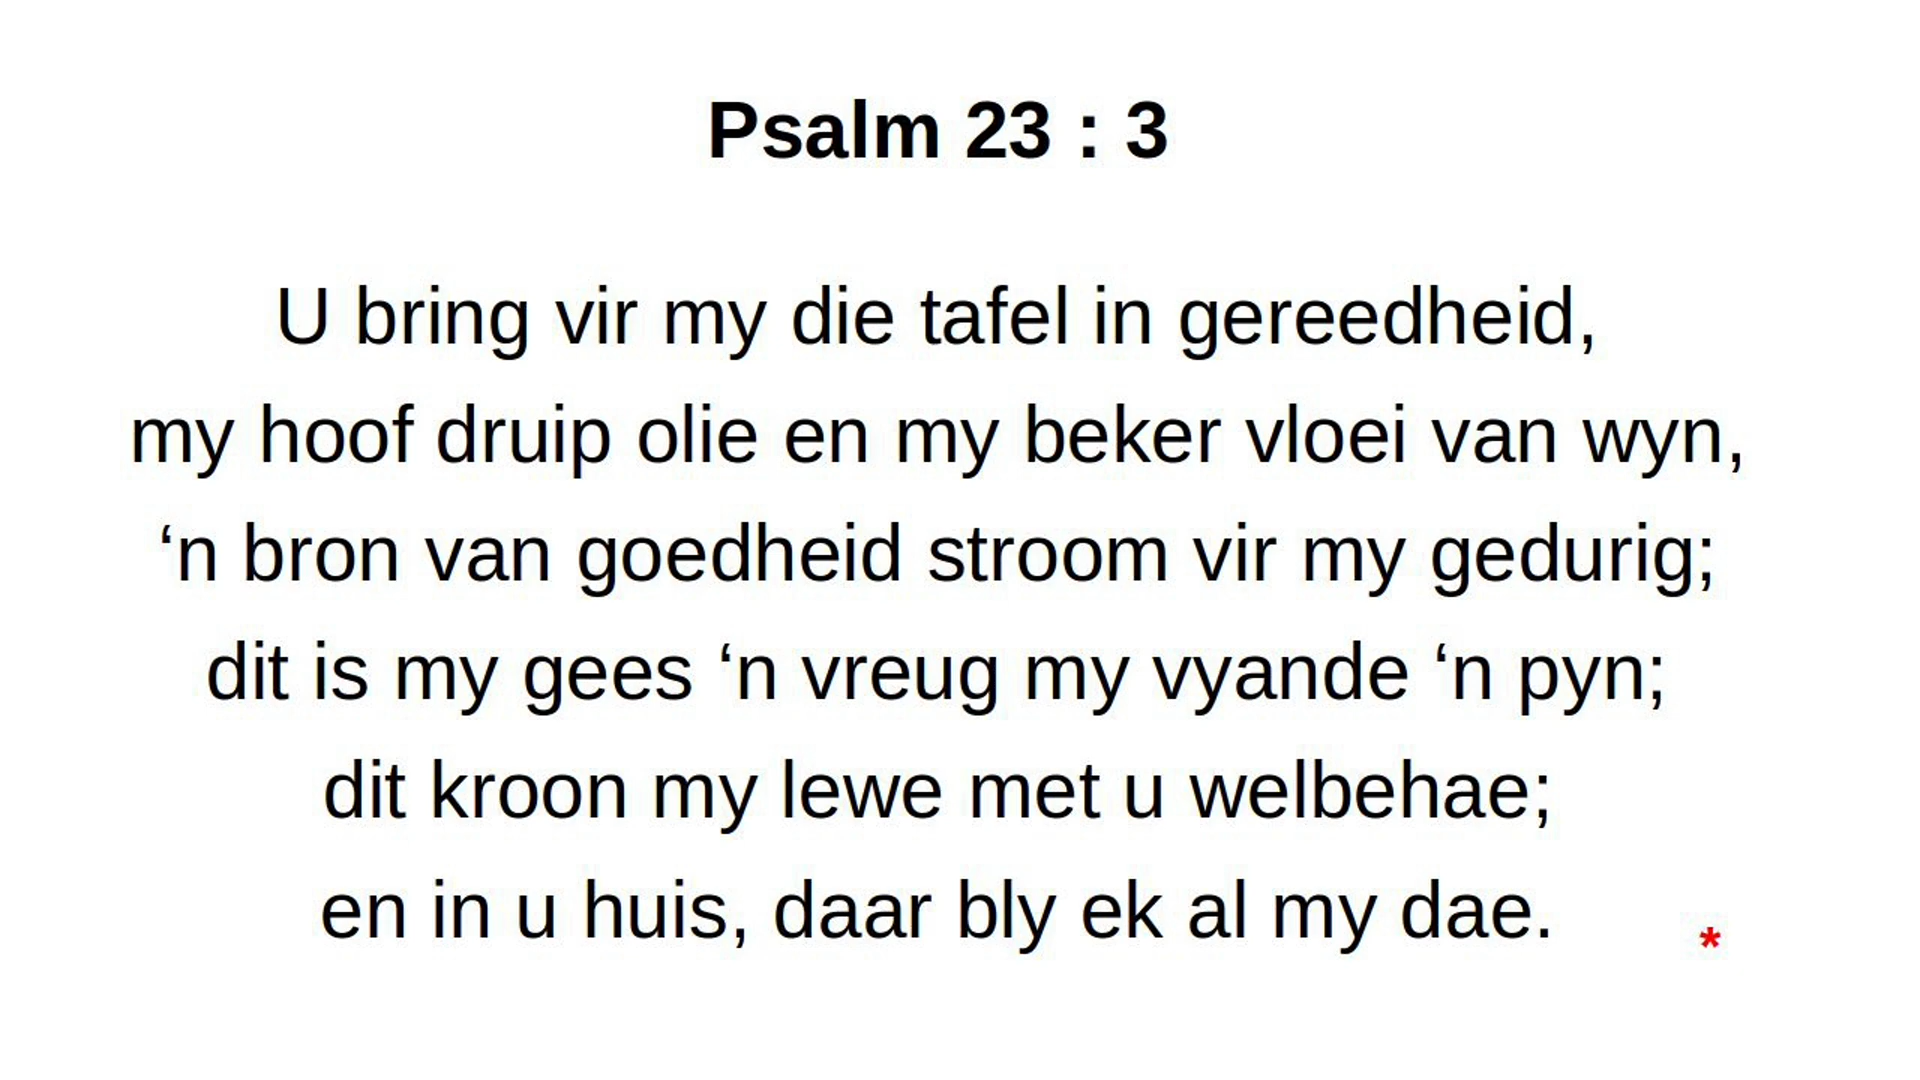 Psalm 23 : 3
U bring vir my die tafel in gereedheid,
my hoof druip olie en my beker vloei van wyn,
‘n bron van goedheid stroom vir my gedurig;
dit is my gees ‘n vreug my vyande ‘n pyn;
dit kroon my lewe met u welbehae;
en in u huis, daar bly ek al my dae.
*